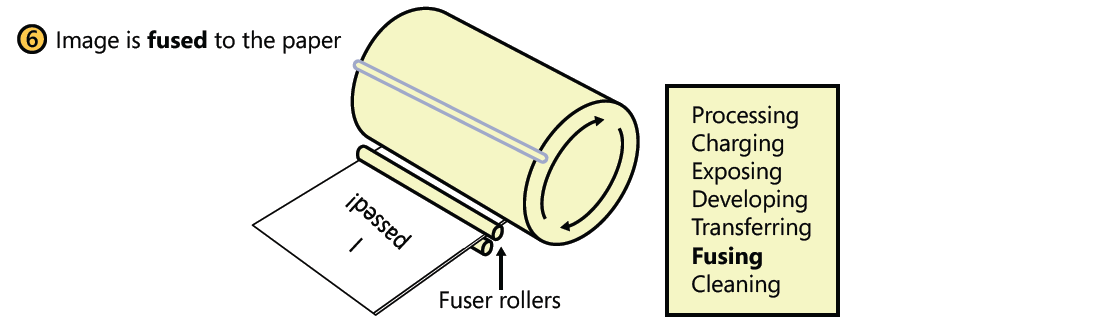 6 Image is fused to the paper
I
passed!
Fuser rollers
Processing
Charging
Exposing
Developing
Transferring
Fusing
Cleaning